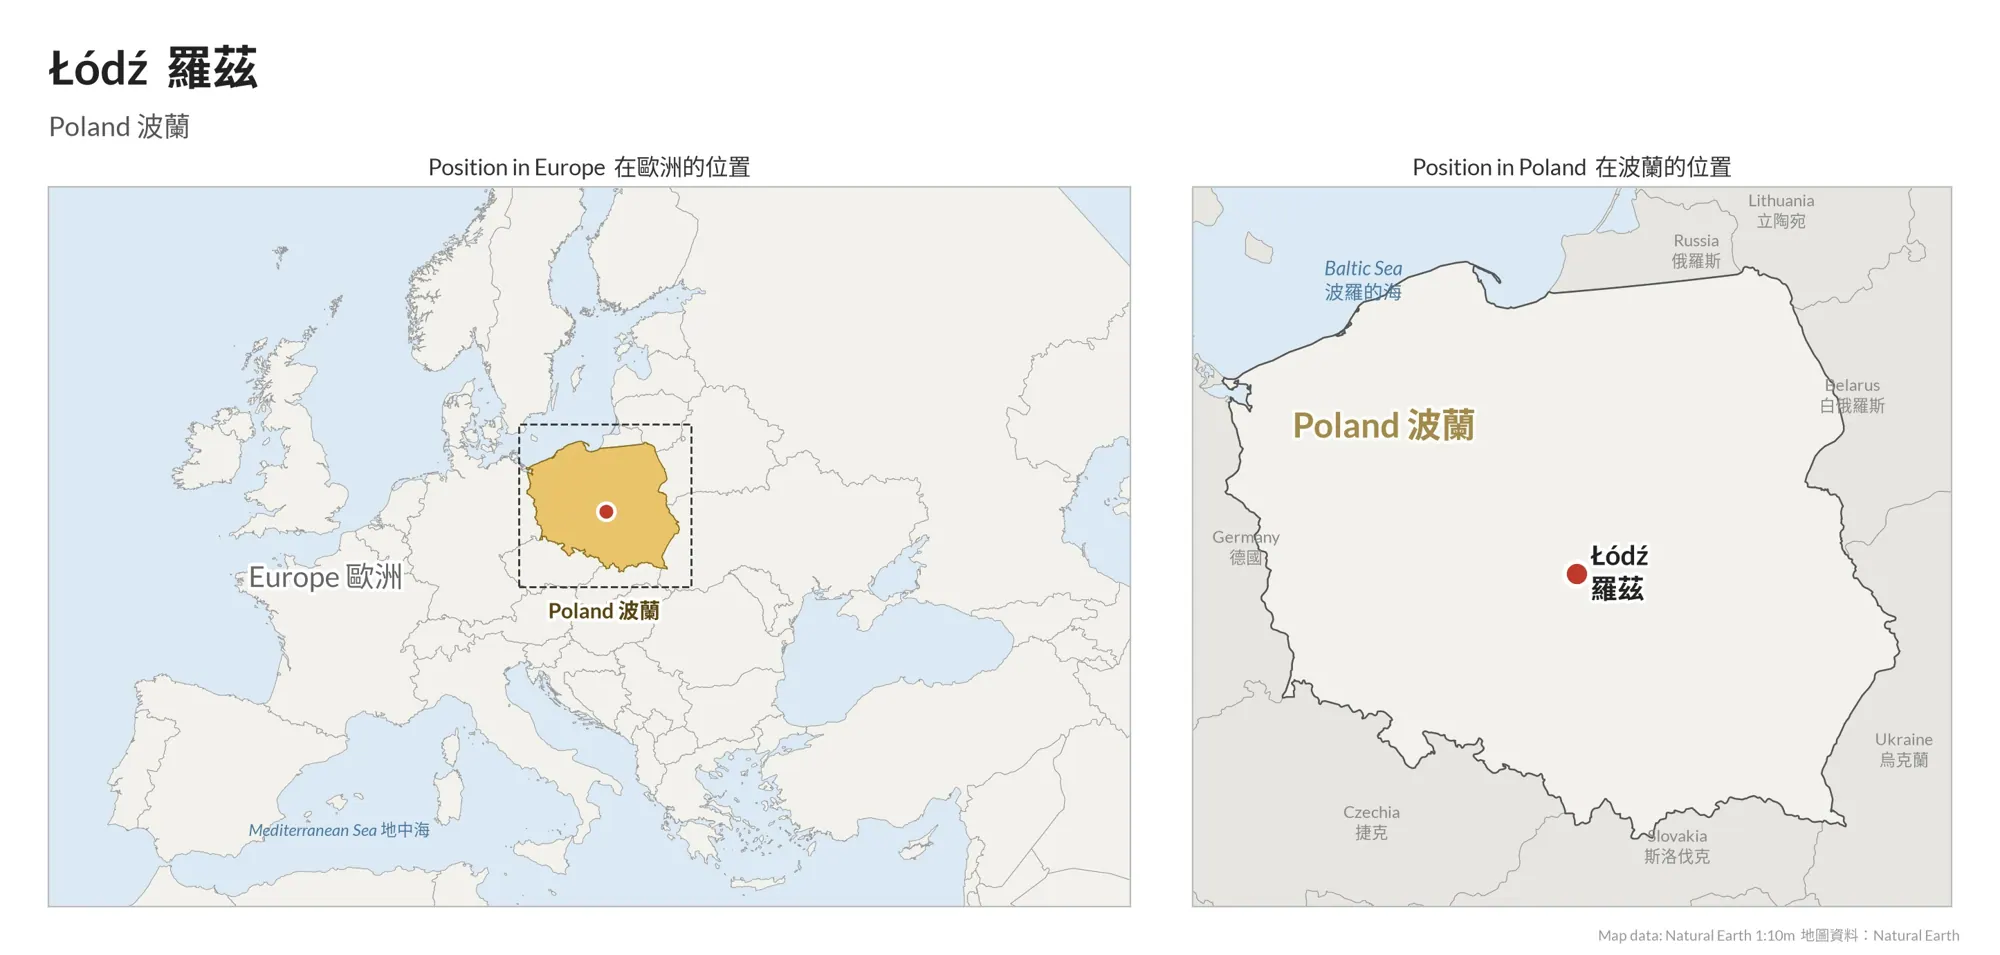 Łódź 羅茲
Poland 波蘭
Position in Europe 在歐洲的位置
Europe 歐洲
Poland 波蘭
Mediterranean Sea 地中海
Position in Poland 在波蘭的位置
Lithuania
立陶宛
Russia
俄羅斯
Baltic Sea
波羅的海
Belarus
白俄羅斯
Poland 波蘭
Germany
德國
Łódź
羅茲
Ukraine
烏克蘭
Czechia
捷克
Slovakia
斯洛伐克
Map data: Natural Earth 1:10m 地圖資料：Natural Earth